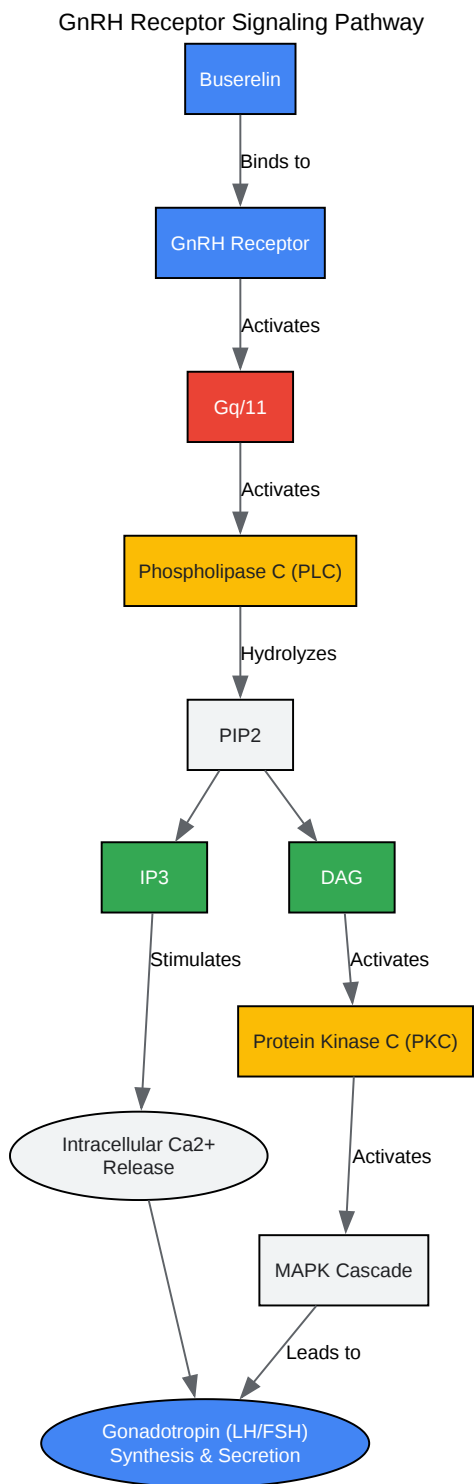 GnRH Receptor Signaling Pathway
Buserelin
Binds to
GnRH Receptor
Activates
Gq/11
Activates
Phospholipase C (PLC)
Hydrolyzes
PIP2
IP3
DAG
Stimulates
Activates
Protein Kinase C (PKC)
Intracellular Ca2+
Release
Activates
MAPK Cascade
Leads to
Gonadotropin (LH/FSH)
Synthesis & Secretion